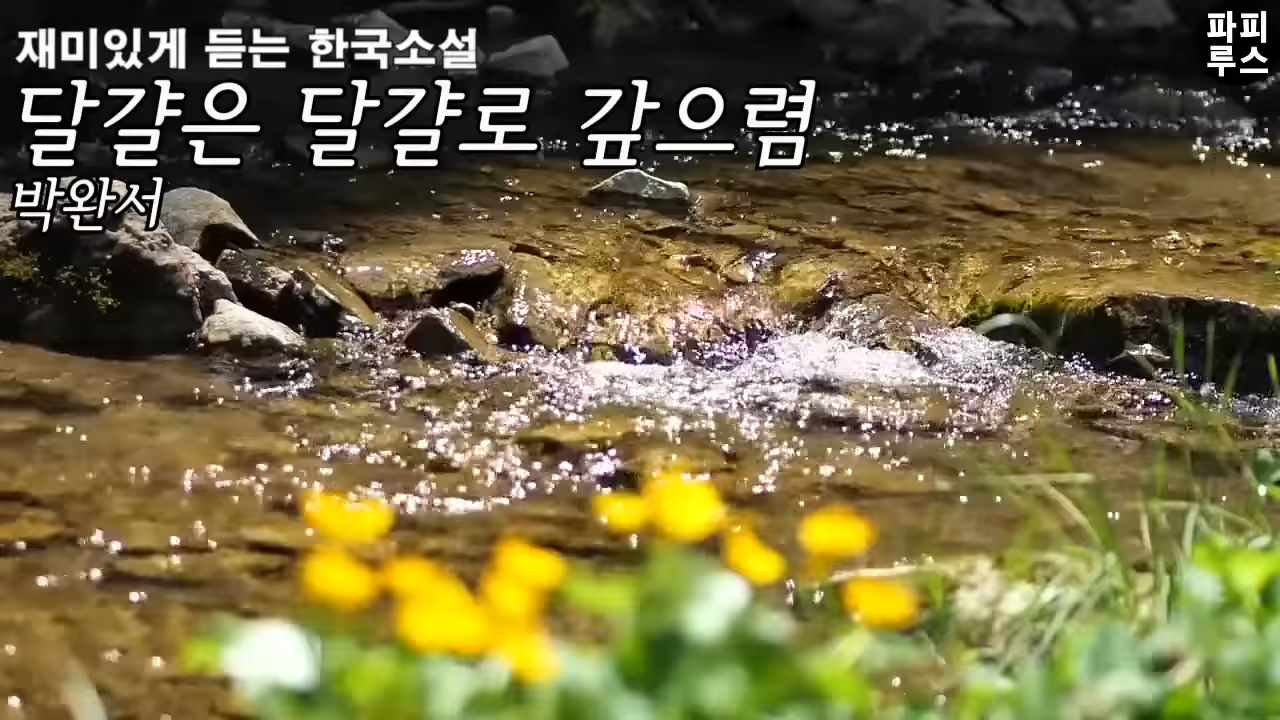 재미있게 듣는 한국소설
달걀은 달걀로 갚으렴
박완서
파피
루스